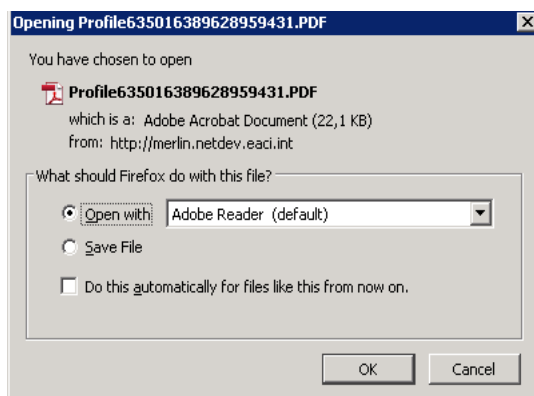 Opening Profile635016389628959431.PDF
You have chosen to open
Profile635016389628959431.PDF
which is a: Adobe Acrobat Document (22,1 KB)
from: http://merlin.netdev.eaci.int
What should Firefox do with this file?
Open with Adobe Reader (default)
Save File
Do this automatically for files like this from now on.
OK Cancel